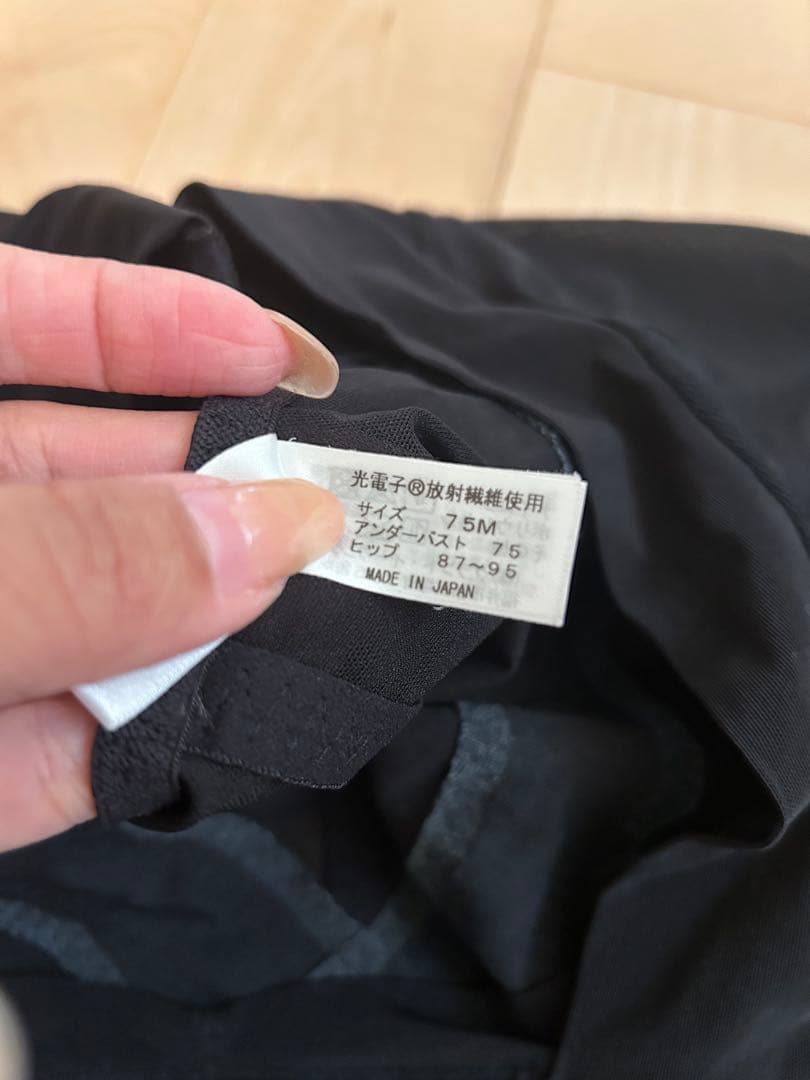 光電子®放射繊維使用
サイズ 75M
アンダーバスト 75
ヒップ 87~95
MADE IN JAPAN